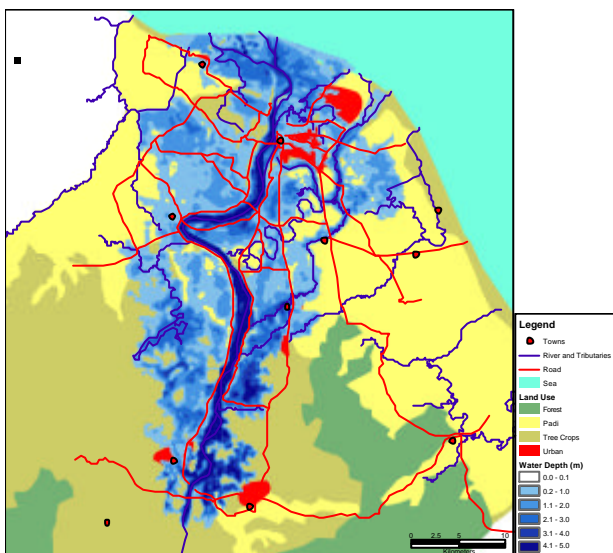 Legend
Towns
River and Tributaries
Road
Sea
Land Use
Forest
Padi
Tree Crops
Urban
Water Depth (m)
0.0 - 0.1
0.2 - 1.0
1.1 - 2.0
2.1 - 3.0
3.1 - 4.0
4.1 - 5.0
0 2.5 5 10
Kilometers